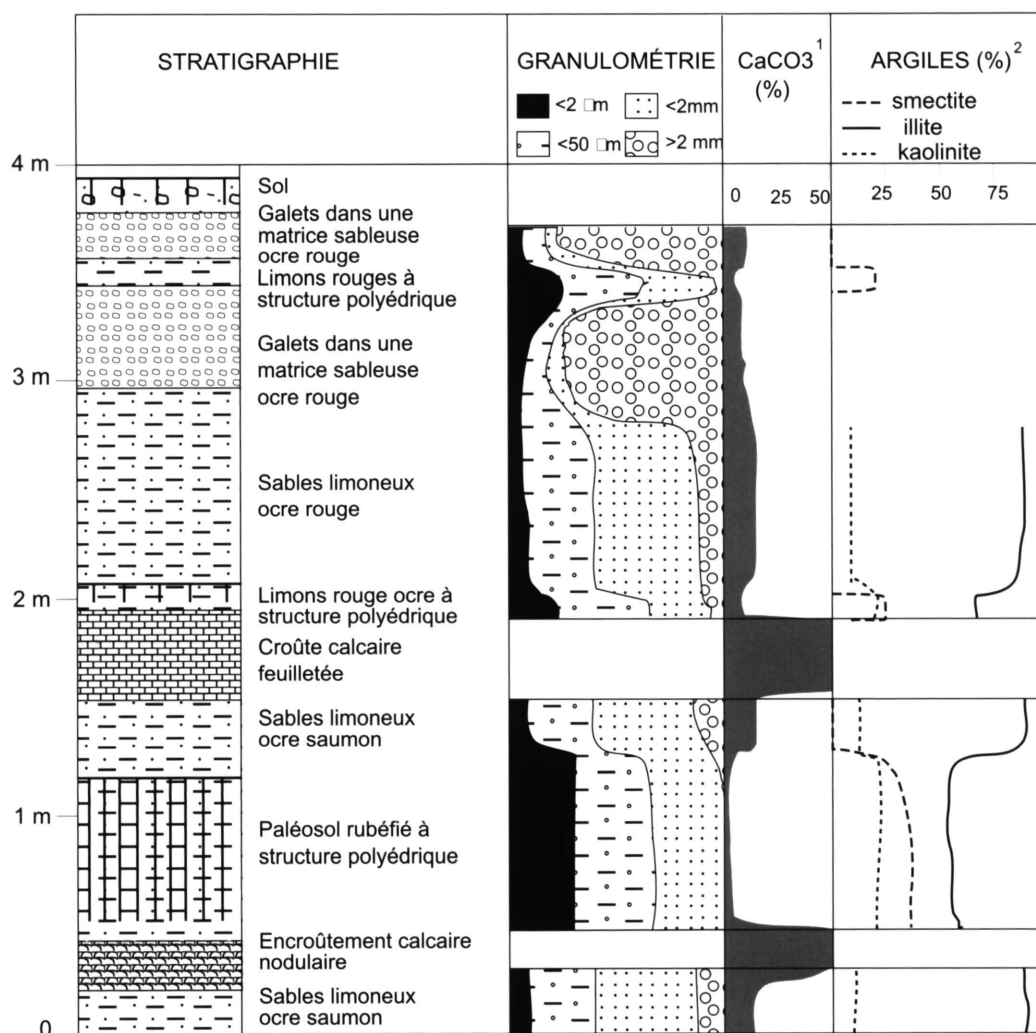 STRATIGRAPHIE
GRANULOMÉTRIE
<2 □m
<2mm
<50 □m
>2 mm
CaCO3 1
(%)
ARGILES (%) 2
smectite
illite
kaolinite
4 m
3 m
2 m
1 m
0
0 25 50
25 50 75
Sol
Galets dans une
matrice sableuse
ocre rouge
Limons rouges à
structure polyédrique
Galets dans une
matrice sableuse
ocre rouge
Sables limoneux
ocre rouge
Limons rouge ocre à
structure polyédrique
Croûte calcaire
feuilletée
Sables limoneux
ocre saumon
Paléosol rubéfié à
structure polyédrique
Encroûtement calcaire
nodulaire
Sables limoneux
ocre saumon